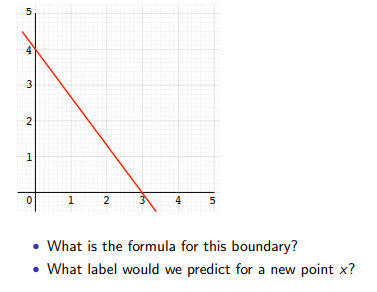 5
4
3
2
1
0 1 2 3 4 5
• What is the formula for this boundary?
• What label would we predict for a new point x?